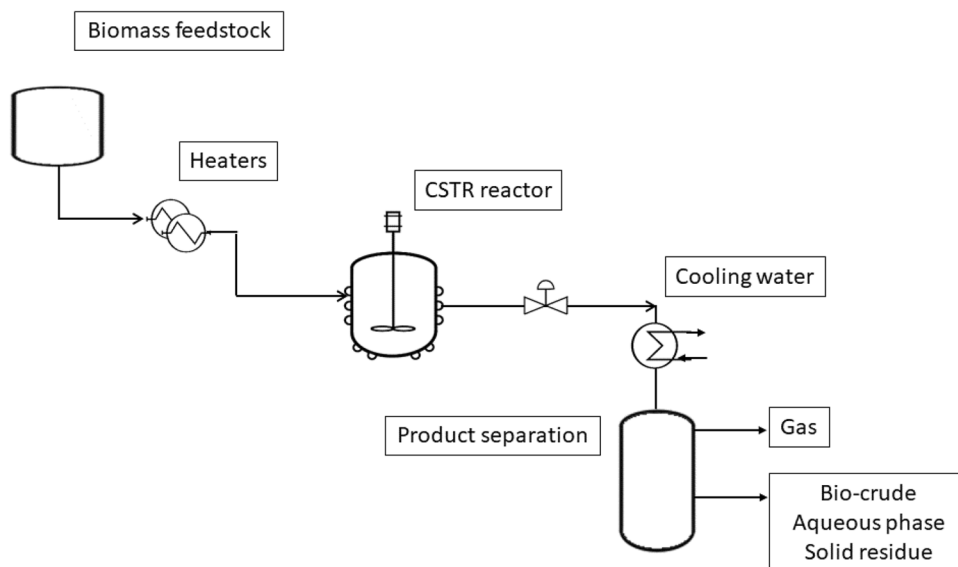 Biomass feedstock
Heaters
CSTR reactor
Cooling water
Product separation
Gas
Bio-crude
Aqueous phase
Solid residue